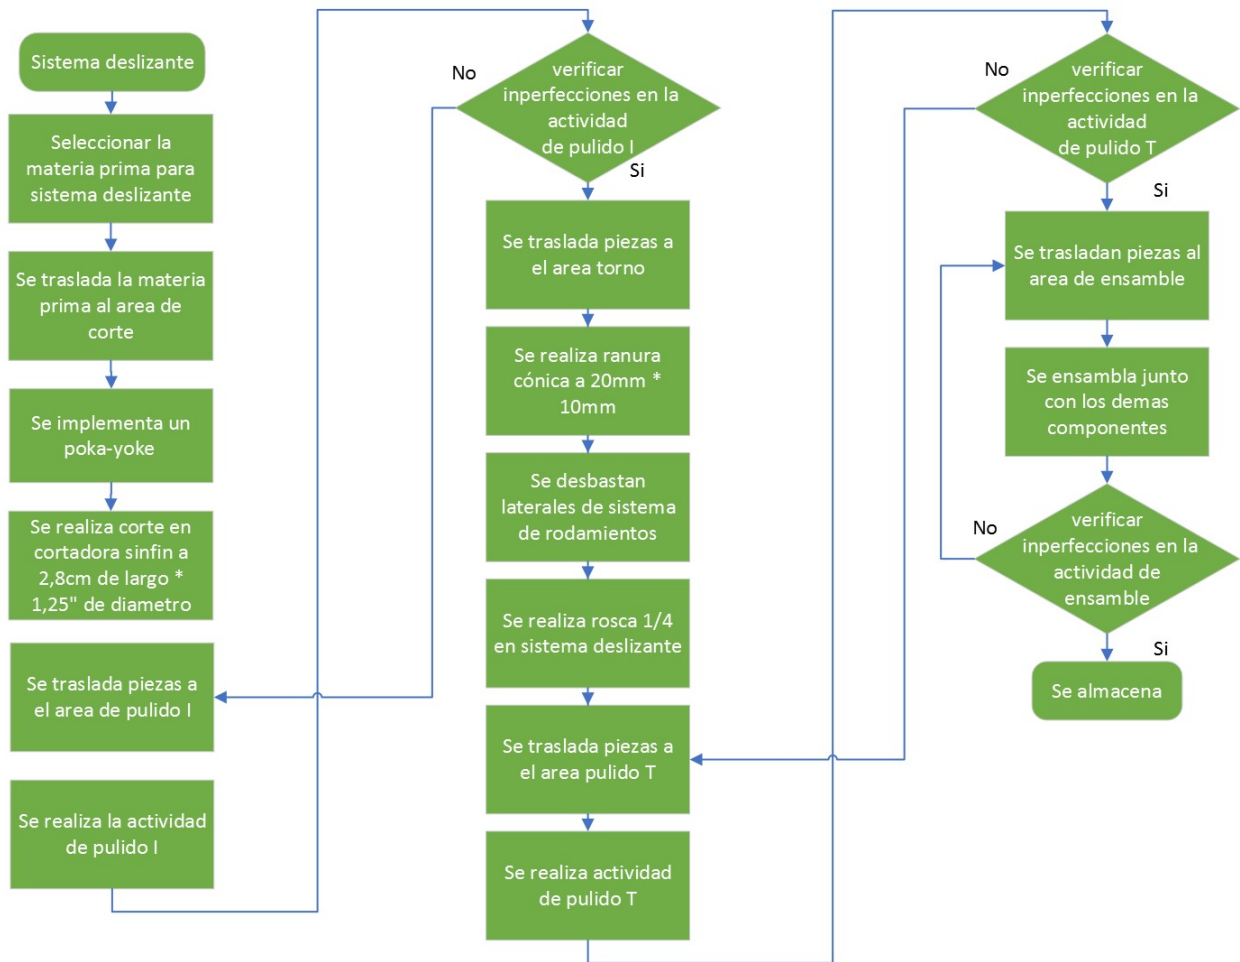 Sistema deslizante
Seleccionar la
materia prima para
sistema deslizante
Se traslada la materia
prima al area de
corte
Se implementa un
poka-yoke
Se realiza corte en
cortadora sinfin a
2,8cm de largo *
1,25" de diametro
Se traslada piezas a
el area de pulido I
Se realiza la actividad
de pulido I
No
verificar
inperfecciones en la
actividad
de pulido I
Si
Se traslada piezas a
el area torno
Se realiza ranura
cónica a 20mm *
10mm
Se desbastan
laterales de sistema
de rodamientos
Se realiza rosca 1/4
en sistema deslizante
Se traslada piezas a
el area pulido T
Se realiza actividad
de pulido T
No
verificar
inperfecciones en la
actividad
de pulido T
Si
Se trasladan piezas al
area de ensamble
Se ensambla junto
con los demas
componentes
No
verificar
inperfecciones en la
actividad de
ensamble
Si
Se almacena